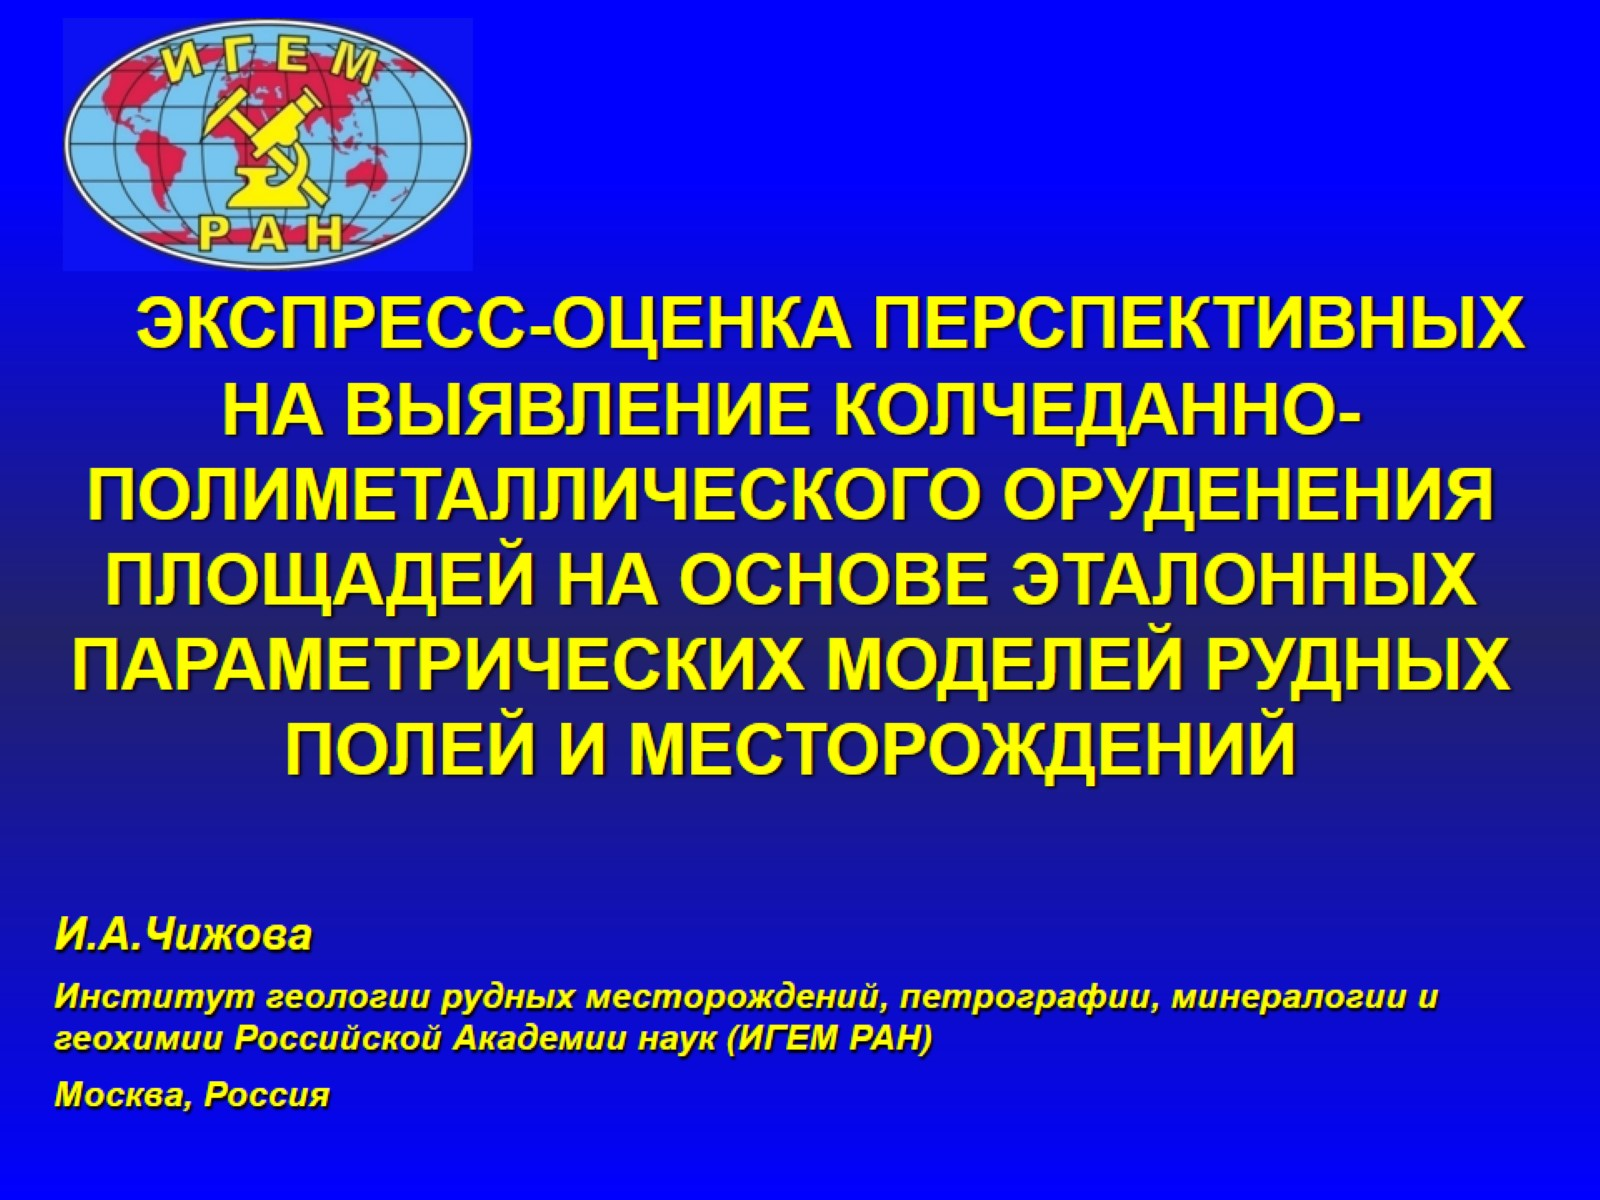 ИГЕМ
РАН
ЭКСПРЕСС-ОЦЕНКА ПЕРСПЕКТИВНЫХ
НА ВЫЯВЛЕНИЕ КОЛЧЕДАННО-
ПОЛИМЕТАЛЛИЧЕСКОГО ОРУДЕНЕНИЯ
ПЛОЩАДЕЙ НА ОСНОВЕ ЭТАЛОННЫХ
ПАРАМЕТРИЧЕСКИХ МОДЕЛЕЙ РУДНЫХ
ПОЛЕЙ И МЕСТОРОЖДЕНИЙ
И.А.Чижова
Институт геологии рудных месторождений, петрографии, минералогии и
геохимии Российской Академии наук (ИГЕМ РАН)
Москва, Россия